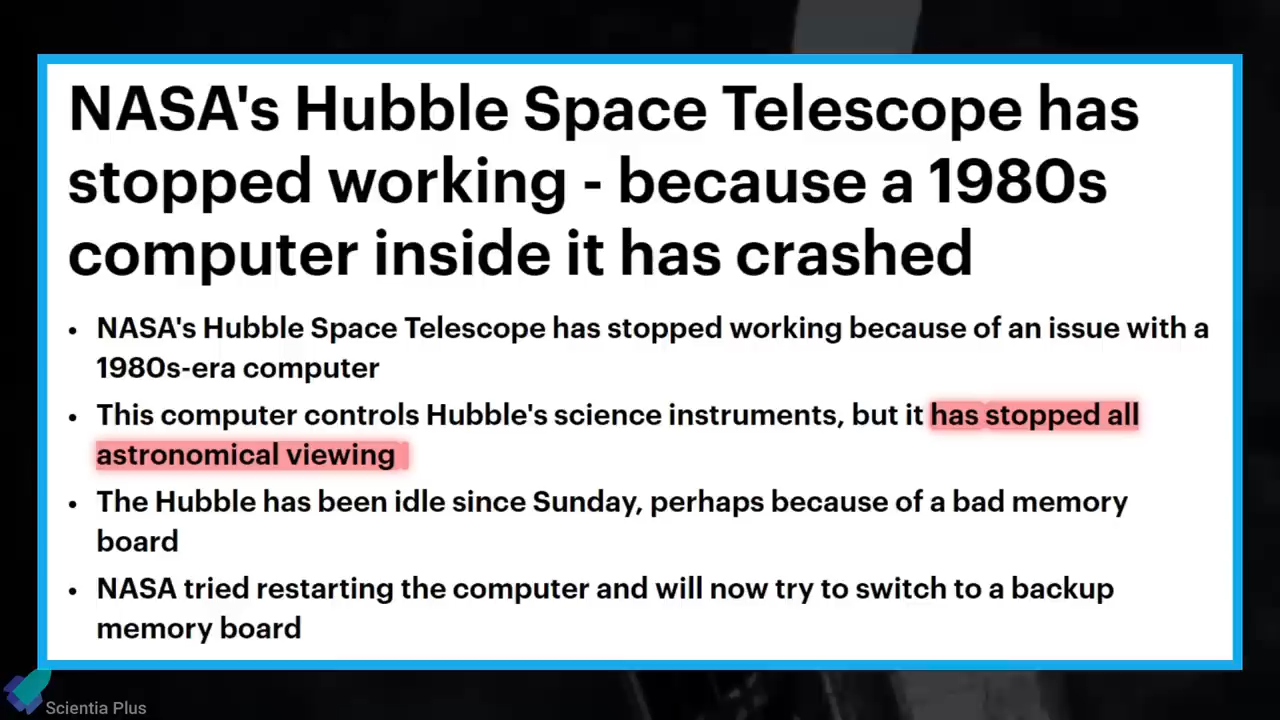 NASA's Hubble Space Telescope has
stopped working - because a 1980s
computer inside it has crashed
• NASA's Hubble Space Telescope has stopped working because of an issue with a
1980s-era computer
• This computer controls Hubble's science instruments, but it has stopped all
astronomical viewing
• The Hubble has been idle since Sunday, perhaps because of a bad memory
board
• NASA tried restarting the computer and will now try to switch to a backup
memory board
Scientia Plus